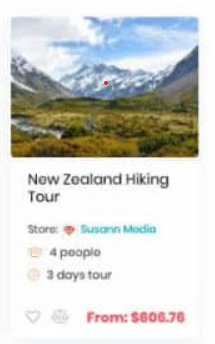 New Zealand Hiking
Tour
Store: Susann Media
4 people
3 days tour
From: $606.76